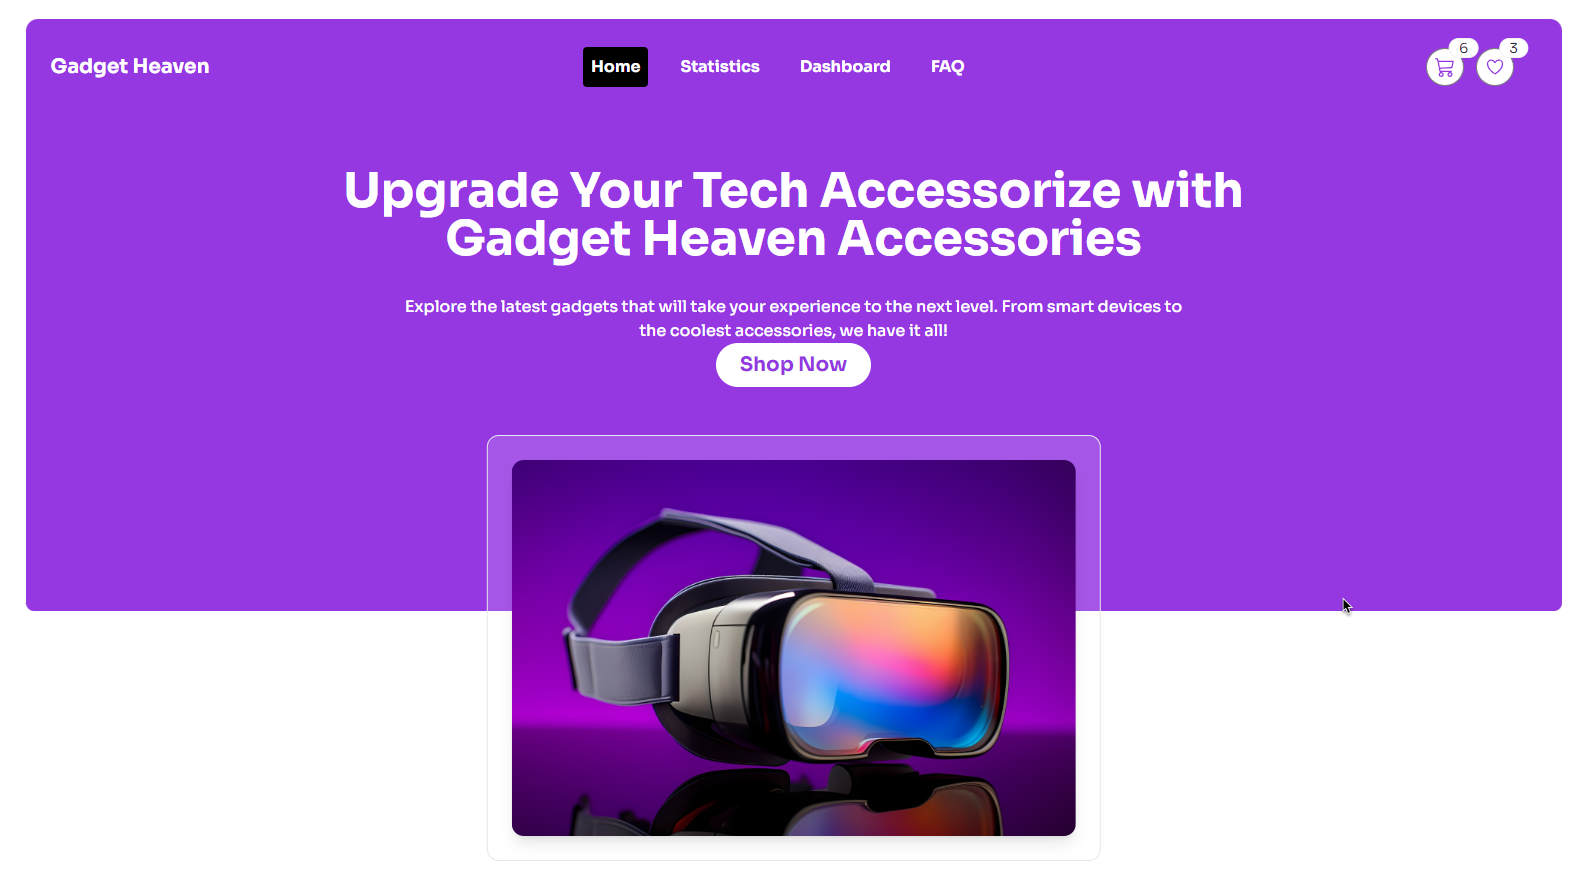 Gadget Heaven
Home
Statistics
Dashboard
FAQ
6
3
Upgrade Your Tech Accessorize with
Gadget Heaven Accessories
Explore the latest gadgets that will take your experience to the next level. From smart devices to
the coolest accessories, we have it all!
Shop Now